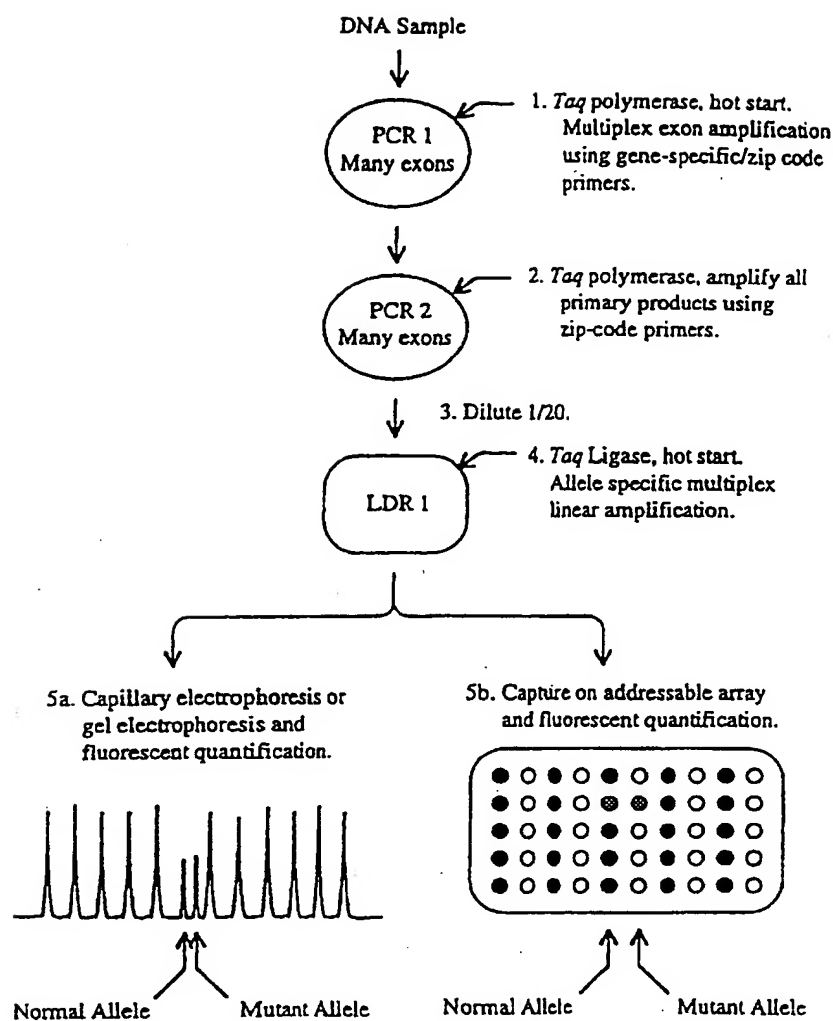 DNA Sample
PCR 1
Many exons
1. Taq polymerase, hot start.
Multiplex exon amplification
using gene-specific/zip code
primers.
PCR 2
Many exons
2. Taq polymerase, amplify all
primary products using
zip-code primers.
3. Dilute 1/20.
LDR 1
4. Taq Ligase, hot start.
Allele specific multiplex
linear amplification.
5a. Capillary electrophoresis or
gel electrophoresis and
fluorescent quantification.
5b. Capture on addressable array
and fluorescent quantification.
Normal Allele
Mutant Allele
Normal Allele
Mutant Allele